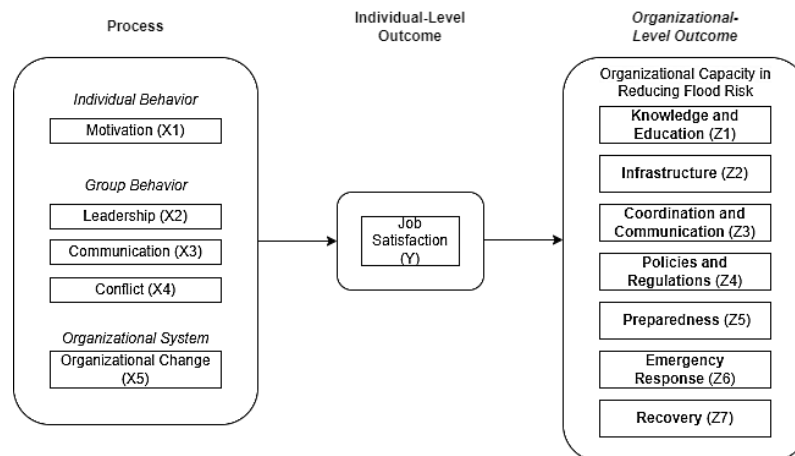 Process
Individual Behavior
Motivation (X1)
Group Behavior
Leadership (X2)
Communication (X3)
Conflict (X4)
Organizational System
Organizational Change
(X5)
Individual-Level
Outcome
Job
Satisfaction
(Y)
Organizational-
Level Outcome
Organizational Capacity in
Reducing Flood Risk
Knowledge and
Education (Z1)
Infrastructure (Z2)
Coordination and
Communication (Z3)
Policies and
Regulations (Z4)
Preparedness (Z5)
Emergency
Response (Z6)
Recovery (Z7)